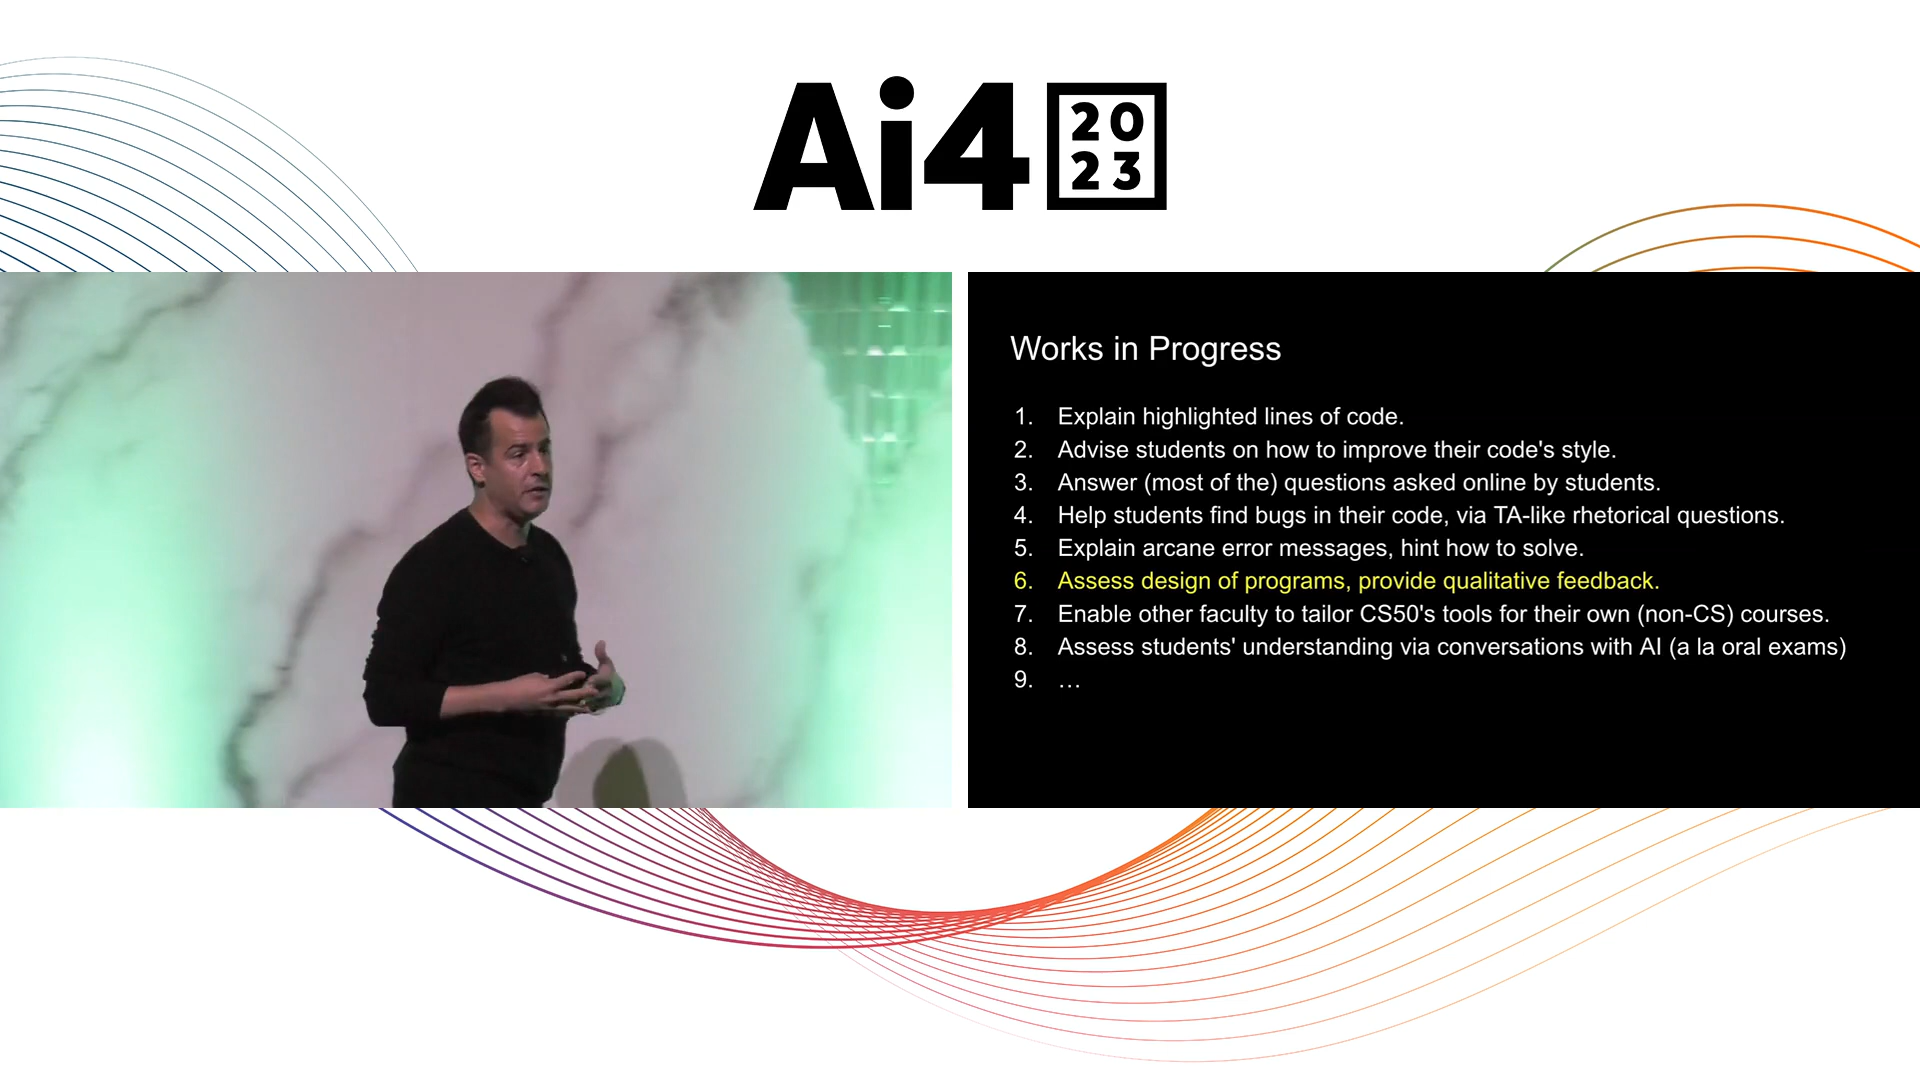 Ai4 20
23
Works in Progress
1. Explain highlighted lines of code.
2. Advise students on how to improve their code's style.
3. Answer (most of the) questions asked online by students.
4. Help students find bugs in their code, via TA-like rhetorical questions.
5. Explain arcane error messages, hint how to solve.
6. Assess design of programs, provide qualitative feedback.
7. Enable other faculty to tailor CS50's tools for their own (non-CS) courses.
8. Assess students' understanding via conversations with AI (a la oral exams)
9. …